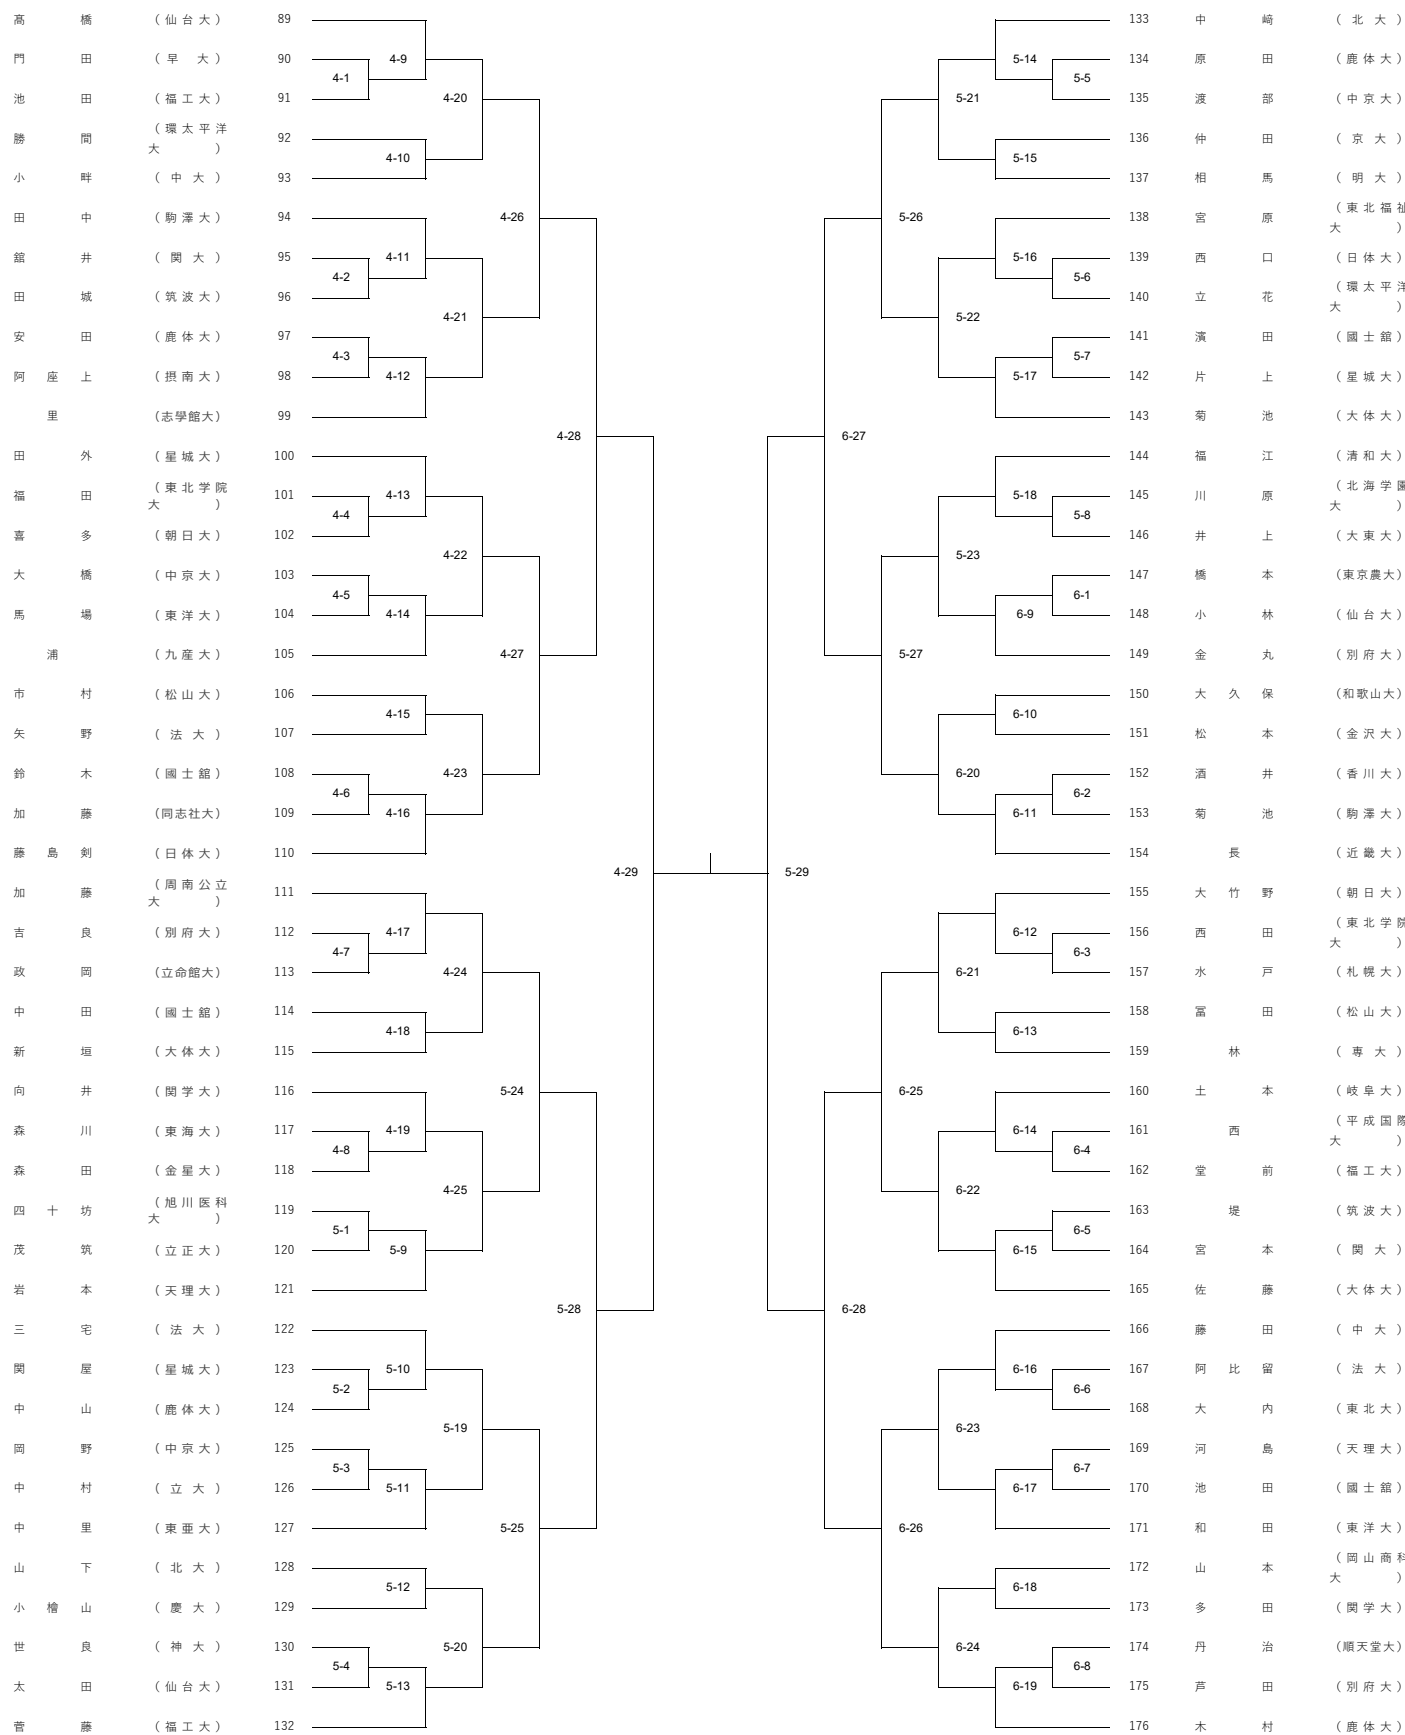 髙橋 （仙台大） 89
門田 （早大） 90
池田 （福工大） 91
勝間 （環太平洋大） 92
小畔 （中大） 93
田中 （駒澤大） 94
舘井 （関大） 95
田城 （筑波大） 96
安田 （鹿体大） 97
阿座上 （摂南大） 98
里 （志學館大） 99
田外 （星城大） 100
福田 （東北学院大） 101
喜多 （朝日大） 102
大橋 （中京大） 103
馬場 （東洋大） 104
浦 （九産大） 105
市村 （松山大） 106
矢野 （法大） 107
鈴木 （國士舘） 108
加藤 （同志社大） 109
藤島剣 （日体大） 110
加藤 （周南公立大） 111
吉良 （別府大） 112
政岡 （立命館大） 113
中田 （國士舘） 114
新垣 （大体大） 115
向井 （関学大） 116
森川 （東海大） 117
森田 （金星大） 118
四十坊 （旭川医科大） 119
茂筑 （立正大） 120
岩本 （天理大） 121
三宅 （法大） 122
関屋 （星城大） 123
中山 （鹿体大） 124
岡野 （中京大） 125
中村 （立大） 126
中里 （東亜大） 127
山下 （北大） 128
小檜山 （慶大） 129
世良 （神大） 130
太田 （仙台大） 131
菅藤 （福工大） 132
4-1
4-2
4-3
4-4
4-5
4-6
4-7
4-8
5-1
5-2
5-3
5-4
4-9
4-10
4-11
4-12
4-13
4-14
4-15
4-16
4-17
4-18
4-19
5-9
5-10
5-11
5-12
5-13
4-20
4-21
4-22
4-23
4-24
4-25
5-19
5-20
4-26
4-27
5-24
5-25
4-28
5-28
4-29
5-29
6-27
6-28
5-26
5-27
6-25
6-26
5-21
5-22
5-23
6-20
6-21
6-22
6-23
6-24
5-14
5-15
5-16
5-17
5-18
6-9
6-10
6-11
6-12
6-13
6-14
6-15
6-16
6-17
6-18
6-19
5-5
5-6
5-7
5-8
6-1
6-2
6-3
6-4
6-5
6-6
6-7
6-8
133 中﨑 （北大）
134 原田 （鹿体大）
135 渡部 （中京大）
136 仲田 （京大）
137 相馬 （明大）
138 宮原 （東北福祉大）
139 西口 （日体大）
140 立花 （環太平洋大）
141 濱田 （國士舘）
142 片上 （星城大）
143 菊池 （大体大）
144 福江 （清和大）
145 川原 （北海学園大）
146 井上 （大東大）
147 橋本 （東京農大）
148 小林 （仙台大）
149 金丸 （別府大）
150 大久保 （和歌山大）
151 松本 （金沢大）
152 酒井 （香川大）
153 菊池 （駒澤大）
154 長 （近畿大）
155 大竹野 （朝日大）
156 西田 （東北学院大）
157 水戸 （札幌大）
158 冨田 （松山大）
159 林 （専大）
160 土本 （岐阜大）
161 西 （平成国際大）
162 堂前 （福工大）
163 堤 （筑波大）
164 宮本 （関大）
165 佐藤 （大体大）
166 藤田 （中大）
167 阿比留 （法大）
168 大内 （東北大）
169 河島 （天理大）
170 池田 （國士舘）
171 和田 （東洋大）
172 山本 （岡山商科大）
173 多田 （関学大）
174 丹治 （順天堂大）
175 芦田 （別府大）
176 木村 （鹿体大）